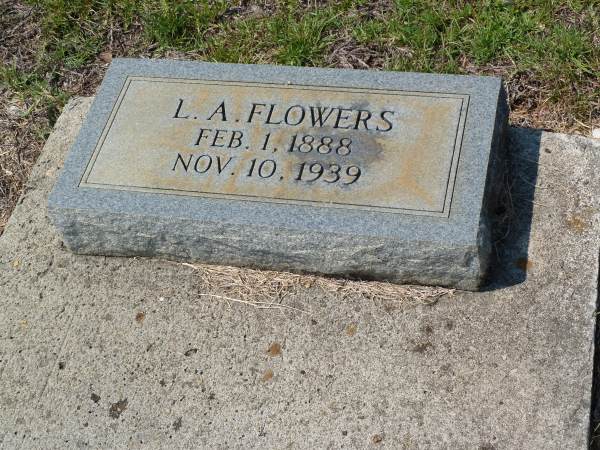 L. A. FLOWERS
FEB. 1, 1888
NOV. 10, 1939